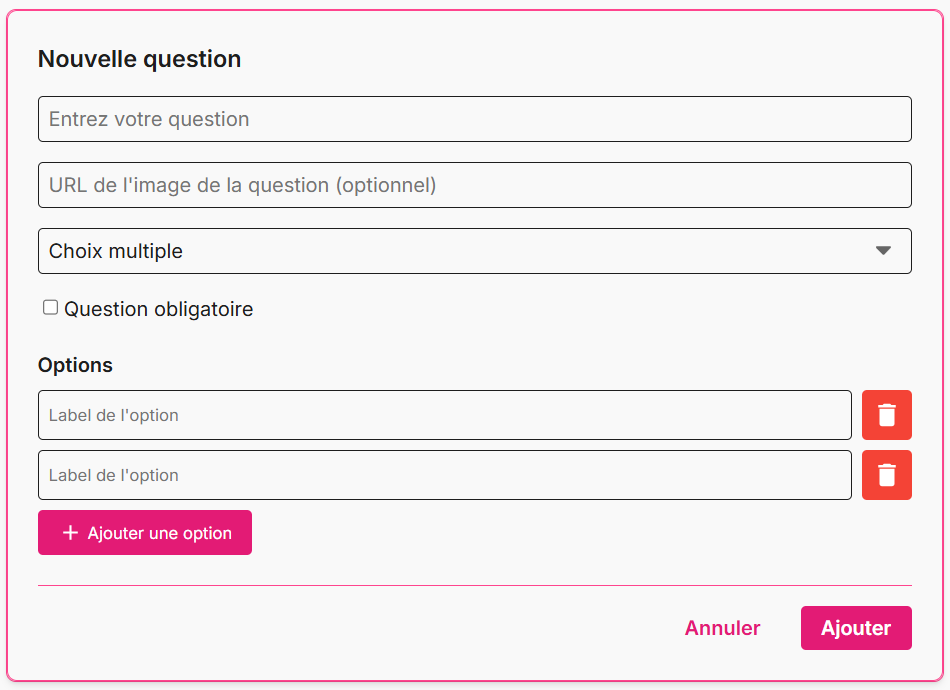 Nouvelle question
Entrez votre question
URL de l'image de la question (optionnel)
Choix multiple
Question obligatoire
Options
Label de l'option
Label de l'option
Ajouter une option
Annuler Ajouter